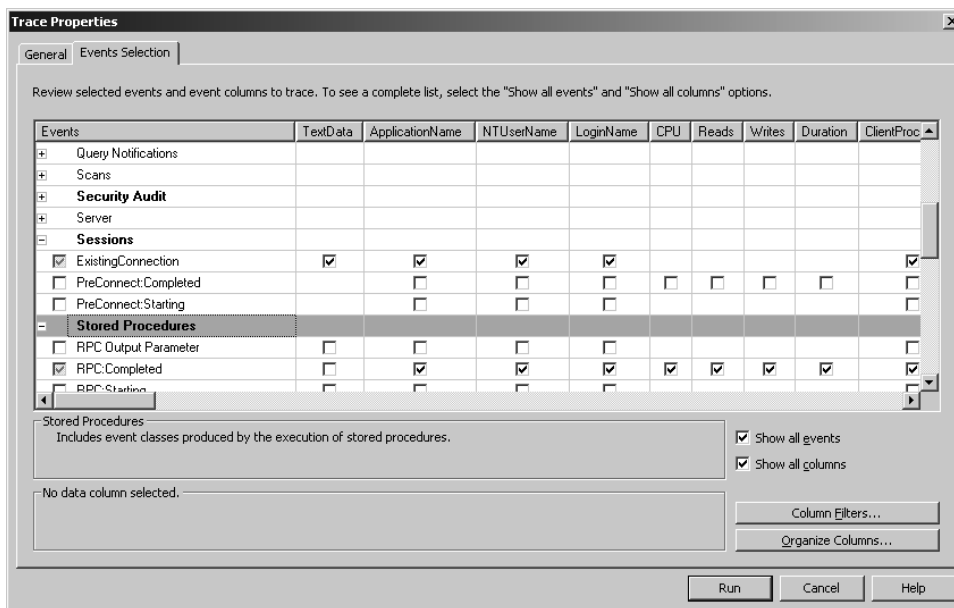 Trace Properties
General Events Selection
Review selected events and event columns to trace. To see a complete list, select the "Show all events" and "Show all columns" options.
Events TextData ApplicationName NTUserName LoginName CPU Reads Writes Duration ClientProc
Query Notifications
Scans
Security Audit
Server
Sessions
ExistingConnection
PreConnect:Completed
PreConnect:Starting
Stored Procedures
RPC Output Parameter
RPC:Completed
RPC:Starting
Stored Procedures
Includes event classes produced by the execution of stored procedures.
Show all events
Show all columns
No data column selected.
Column Filters...
Organize Columns...
Run Cancel Help